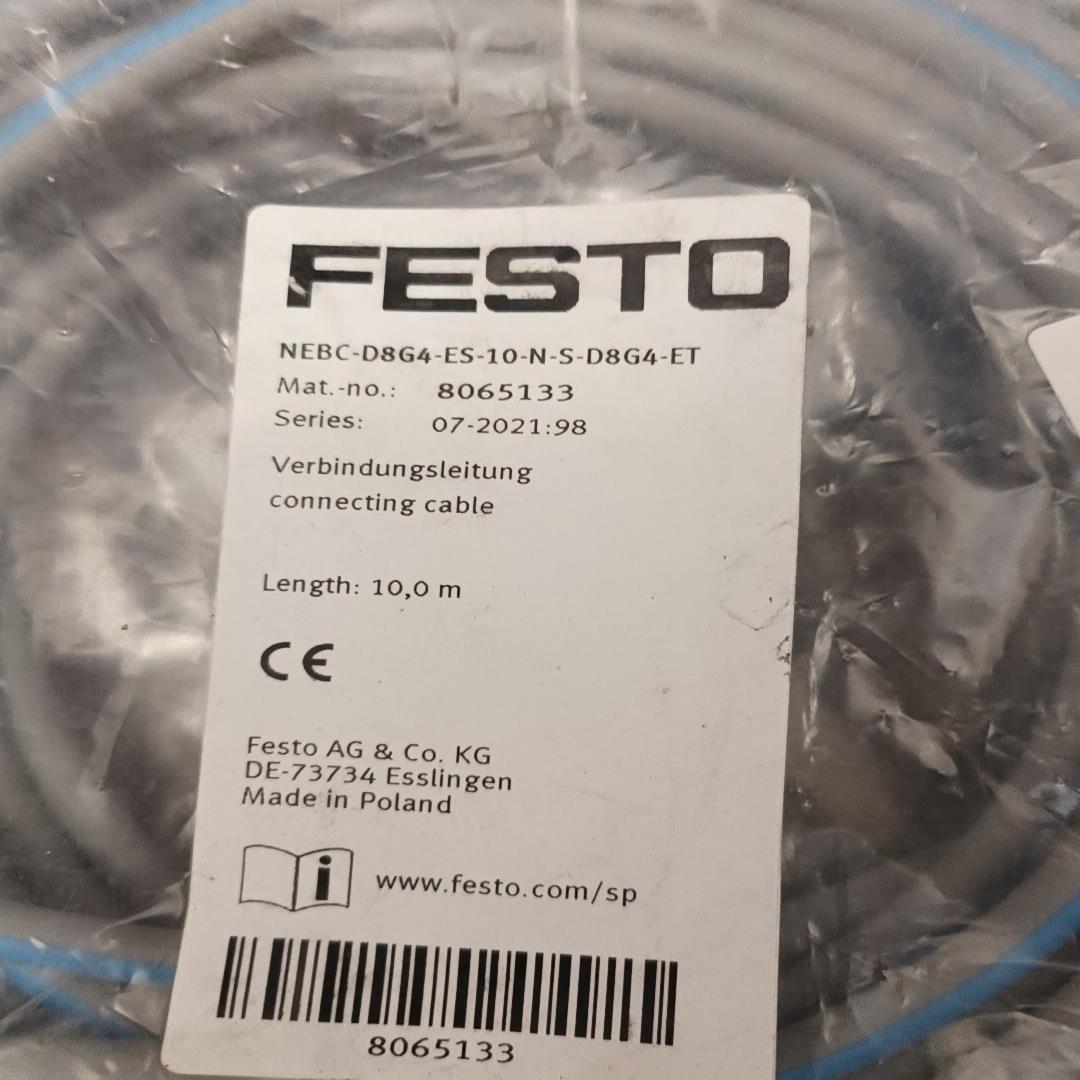 FESTO
NEBC-D8G4-ES-10-N-S-D8G4-ET
Mat.-no.: 8065133
Series: 07-2021:98
Verbindungsleitung
connecting cable
Length: 10,0 m
CE
Festo AG & Co. KG
DE-73734 Esslingen
Made in Poland
i www.festo.com/sp
8065133